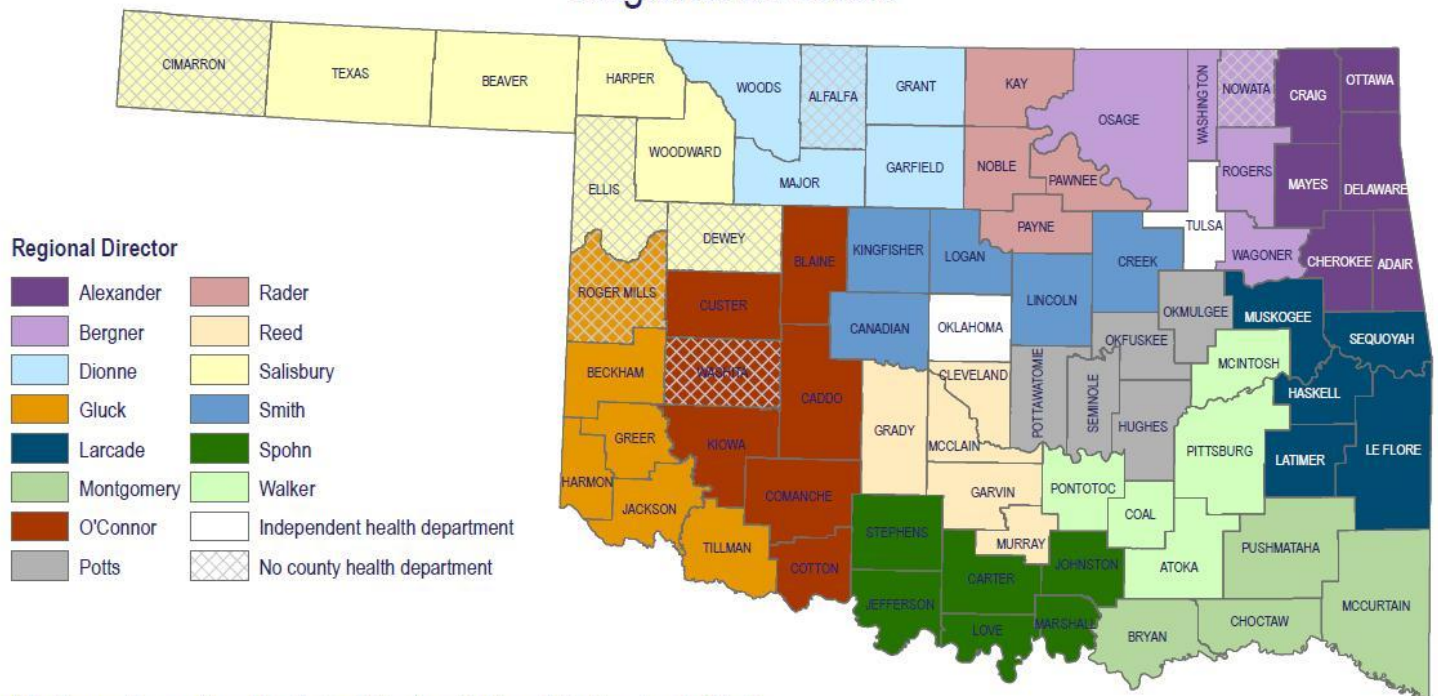 CIMARRON
TEXAS
BEAVER
HARPER
WOODS
ALFALFA
GRANT
KAY
OSAGE
WASHINGTON
NOWATA
CRAIG
OTTAWA
ELLIS
WOODWARD
MAJOR
GARFIELD
NOBLE
PAWNEE
ROGERS
MAYES
DELAWARE
DEWEY
BLAINE
KINGFISHER
LOGAN
PAYNE
CREEK
TULSA
WAGONER
CHEROKEE
ADAIR
ROGER MILLS
CUSTER
CANADIAN
OKLAHOMA
LINCOLN
OKMULGEE
MUSKOGEE
SEQUOYAH
BECKHAM
WASHITA
CADDO
CLEVELAND
POTTAWATOMIE
SEMINOLE
OKFUSKEE
MCINTOSH
HASKELL
GREER
KIOWA
GRADY
MCCLAIN
HUGHES
PITTSBURG
LATIMER
LE FLORE
HARMON
JACKSON
COMANCHE
GARVIN
PONTOTOC
COAL
TILLMAN
COTTON
STEPHENS
MURRAY
JOHNSTON
ATOKA
PUSHMATAHA
JEFFERSON
CARTER
LOVE
MARSHALL
BRYAN
CHOCTAW
MCCURTAIN
Regional Director
Alexander
Bergner
Dionne
Gluck
Larcade
Montgomery
O'Connor
Potts
Rader
Reed
Salisbury
Smith
Spohn
Walker
Independent health department
No county health department